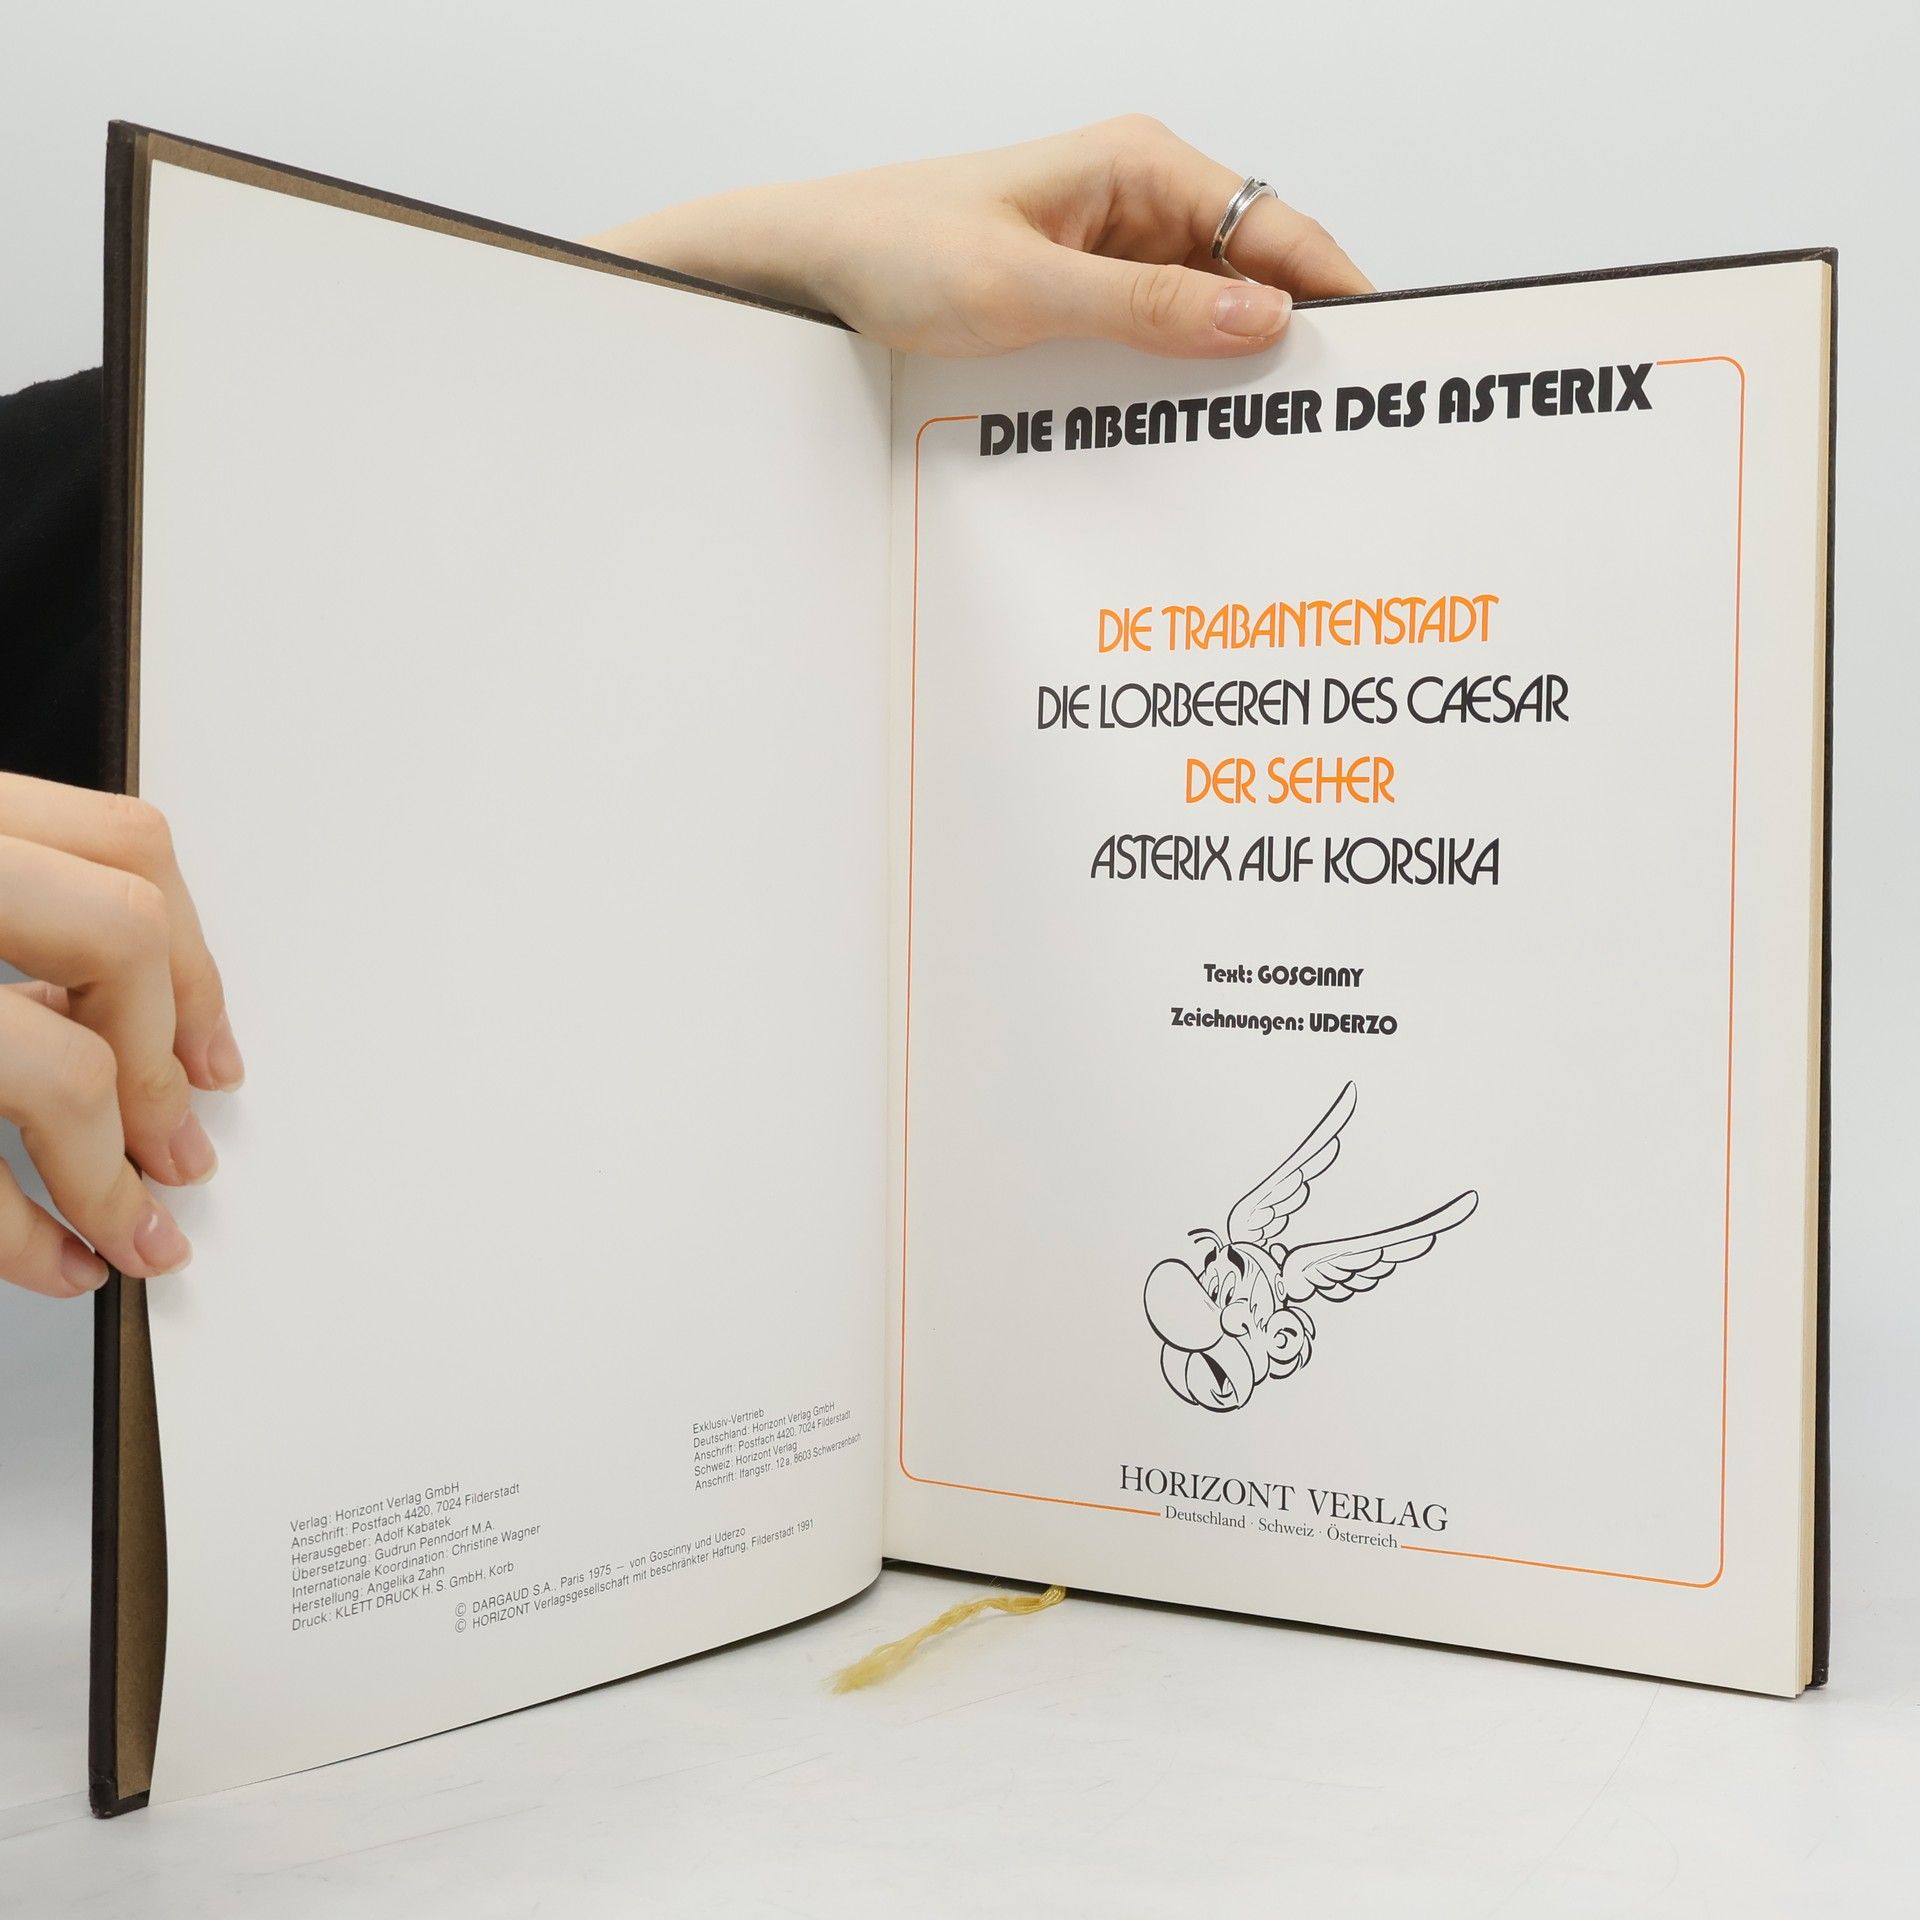 Verlag: Horizont Verlag GmbH
Anschrift: Postfach 4420, 7024 Filderstadt
Herausgeber: Adolf Kabatek
Übersetzung: Gudrun Penndorf M.A.
Internationale Koordination: Christine Wagner
Herstellung: Angelika Zahn
Druck: KLETT DRUCK H. S. GmbH, Korb
Exklusiv-Vertrieb
Deutschland: Horizont Verlag GmbH
Anschrift: Postfach 4420, 7024 Filderstadt
Schweiz: Horizont Verlag
Anschrift: Ifangstr. 12a, 8603 Schwerzenbach
© DARGAUD S.A., Paris 1975 — von Goscinny und Uderzo
© HORIZONT Verlagsgesellschaft mit beschränkter Haftung, Filderstadt 1991
DIE ABENTEUER DES ASTERIX
DIE TRABANTENSTADT
DIE LORBEEREN DES CAESAR
DER SEHER
ASTERIX AUF KORSIKA
Text: GOSCINNY
Zeichnungen: UDERZO
HORIZONT VERLAG
Deutschland · Schweiz · Österreich